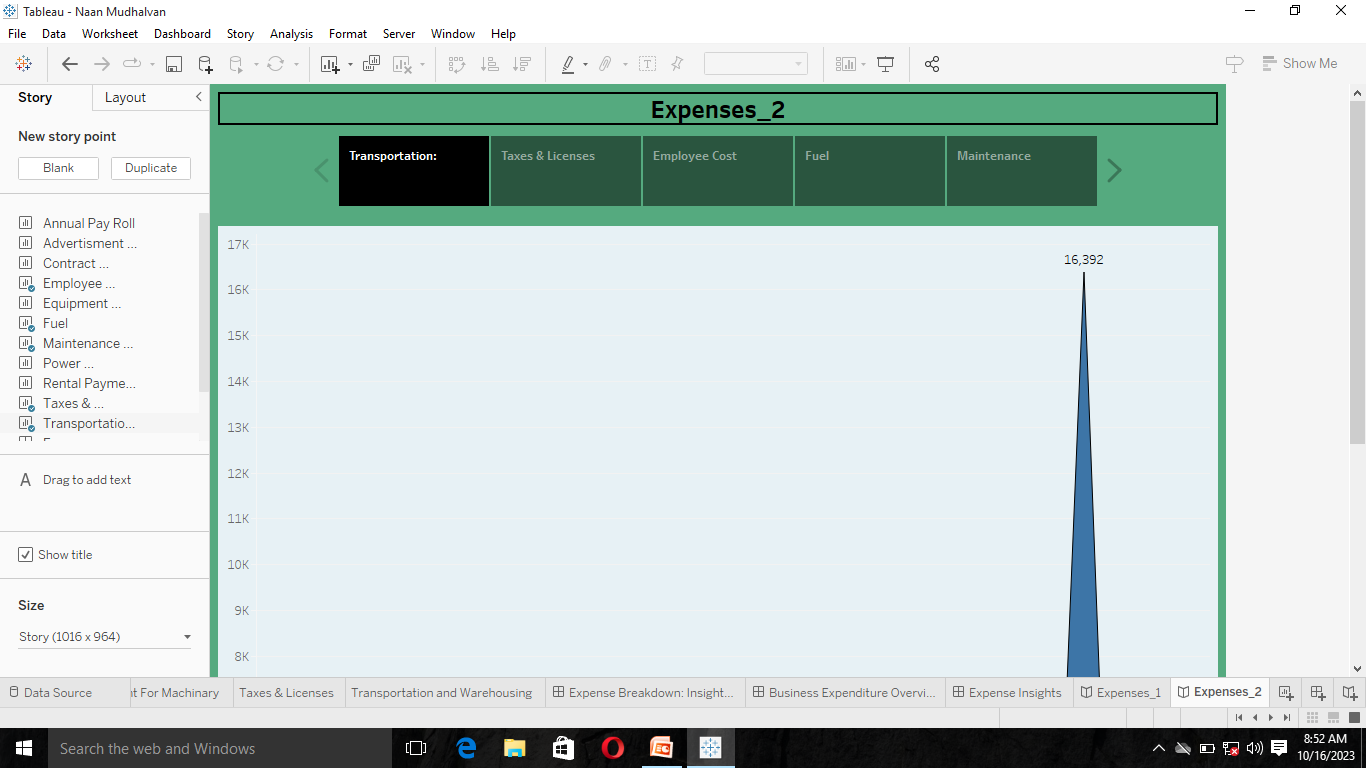 Tableau - Naan Mudhalvan
File Data Worksheet Dashboard Story Analysis Format Server Window Help
Show Me
Story Layout
New story point
Blank Duplicate
Annual Pay Roll
Advertisment ...
Contract ...
Employee ...
Equipment ...
Fuel
Maintenance ...
Power ...
Rental Payme...
Taxes & ...
Transportatio...
A Drag to add text
Show title
Size
Story (1016 x 964)
Expenses_2
Transportation: Taxes & Licenses Employee Cost Fuel Maintenance
17K
16,392
16K
15K
14K
13K
12K
11K
10K
9K
8K
Data Source t For Machinary Taxes & Licenses Transportation and Warehousing Expense Breakdown: Insight... Business Expenditure Overvi... Expense Insights Expenses_1 Expenses_2
Search the web and Windows
8:52 AM
10/16/2023